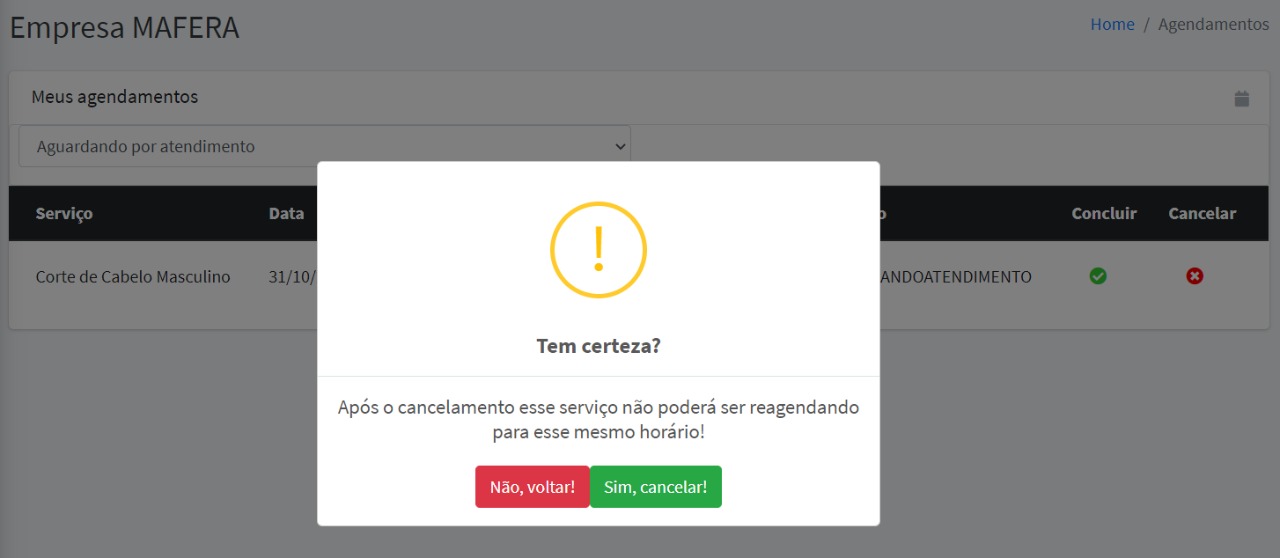 Empresa MAFERA
Home / Agendamentos
Meus agendamentos
Aguardando por atendimento
Serviço Data Concluir Cancelar
Corte de Cabelo Masculino 31/10/ ANDOATENDIMENTO
!
Tem certeza?
Após o cancelamento esse serviço não poderá ser reagendando
para esse mesmo horário!
Não, voltar! Sim, cancelar!